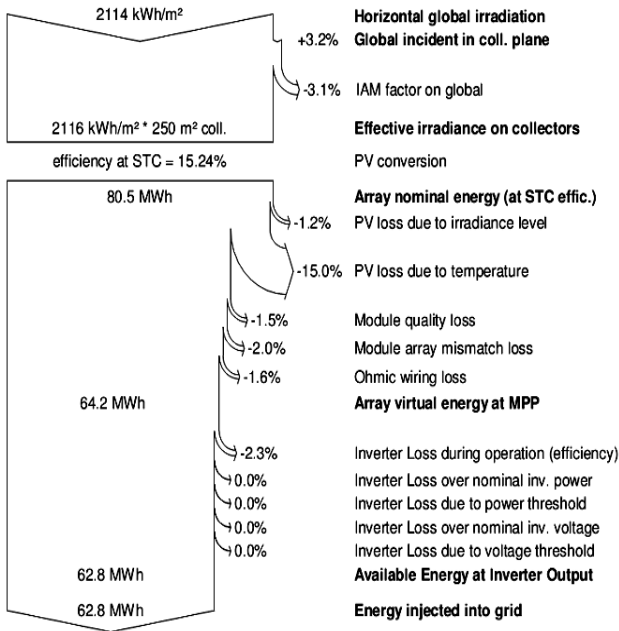 2114 kWh/m² Horizontal global irradiation
+3.2% Global incident in coll. plane
-3.1% IAM factor on global
2116 kWh/m² * 250 m² coll. Effective irradiance on collectors
efficiency at STC = 15.24% PV conversion
80.5 MWh Array nominal energy (at STC effic.)
-1.2% PV loss due to irradiance level
-15.0% PV loss due to temperature
-1.5% Module quality loss
-2.0% Module array mismatch loss
-1.6% Ohmic wiring loss
64.2 MWh Array virtual energy at MPP
-2.3% Inverter Loss during operation (efficiency)
0.0% Inverter Loss over nominal inv. power
0.0% Inverter Loss due to power threshold
0.0% Inverter Loss over nominal inv. voltage
0.0% Inverter Loss due to voltage threshold
62.8 MWh Available Energy at Inverter Output
62.8 MWh Energy injected into grid